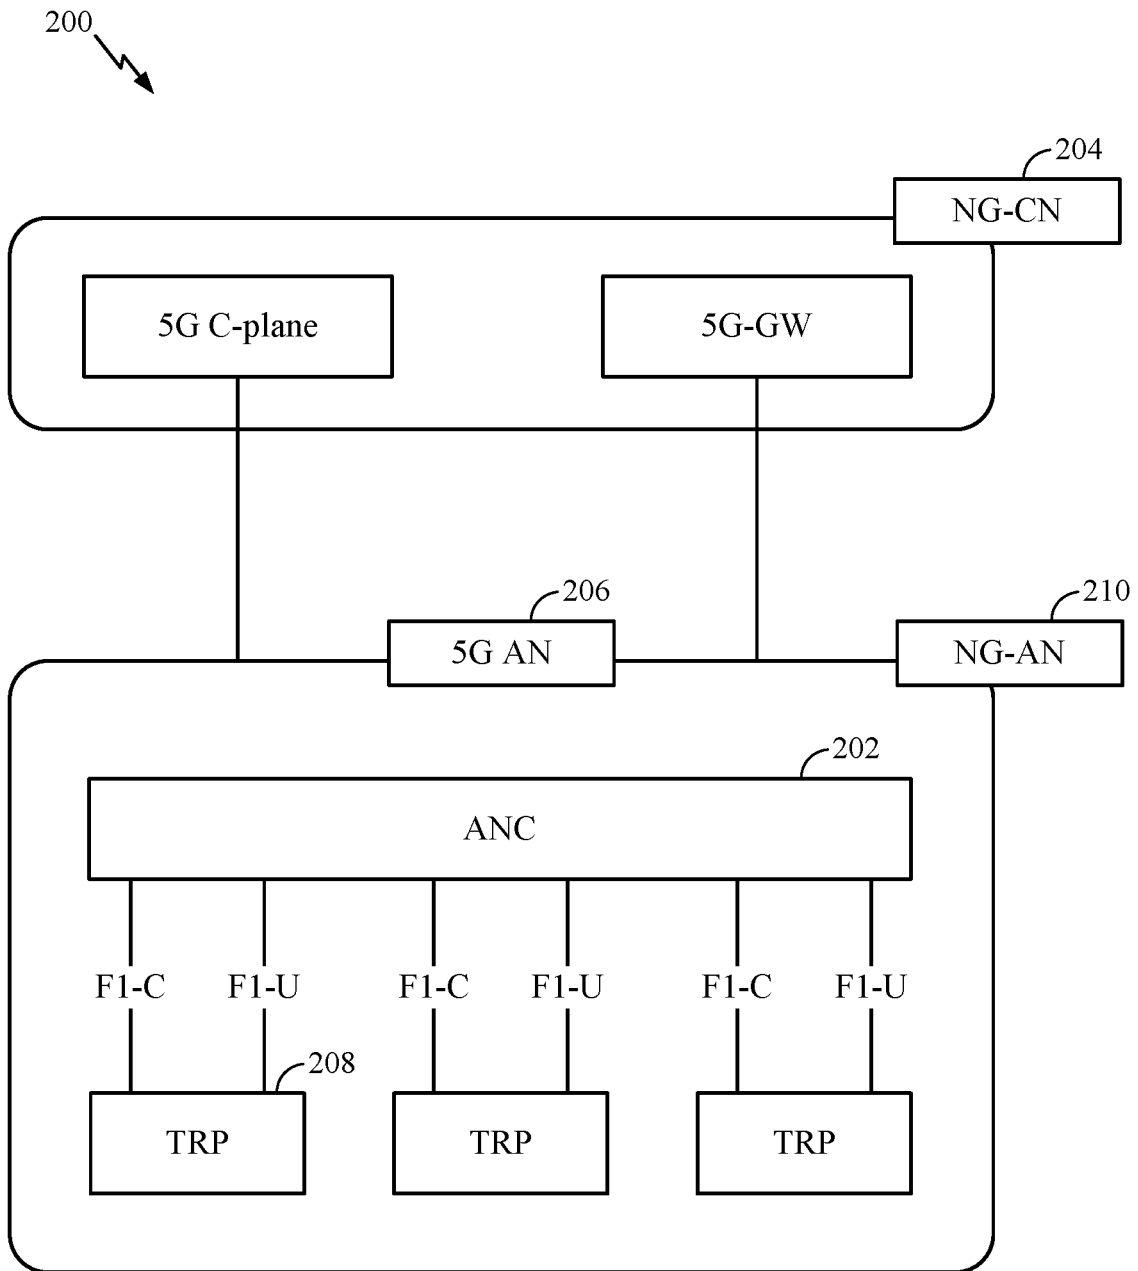 200
204
NG-CN
5G C-plane
5G-GW
206
210
5G AN
NG-AN
202
ANC
F1-C F1-U F1-C F1-U F1-C F1-U
208
TRP TRP TRP